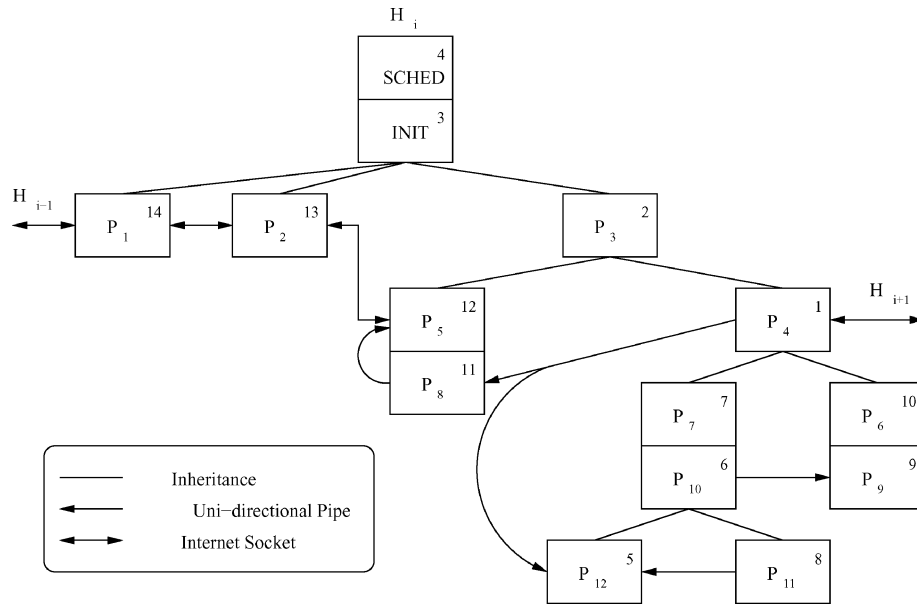 H i
4
SCHED
3
INIT
H i−1
14
P 1
13
P 2
2
P 3
12
P 5
1
P 4
H i+1
11
P 8
7
P 7
10
P 6
6
P 10
9
P 9
5
P 12
8
P 11
Inheritance
Uni−directional Pipe
Internet Socket